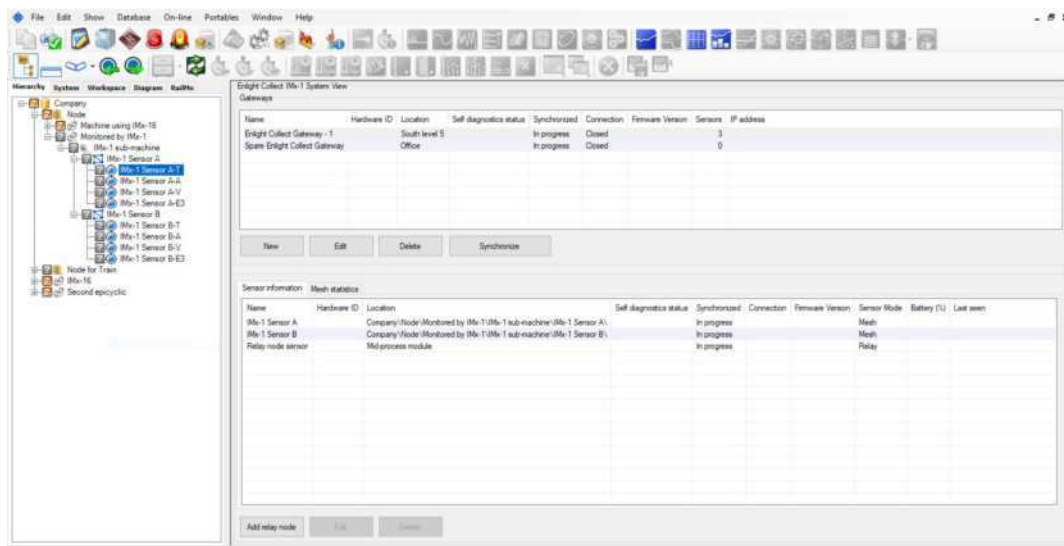 File Edit Show Database On-line Portables Window Help
Hierarchy System Workspace Diagram RailMo
Company
Node
Machine using IMx-16
Monitored by IMx-1
IMx-1 sub-machine
IMx-1 Sensor A
IMx-1 Sensor A-T
IMx-1 Sensor A-A
IMx-1 Sensor A-V
IMx-1 Sensor A-E3
IMx-1 Sensor B
IMx-1 Sensor B-T
IMx-1 Sensor B-A
IMx-1 Sensor B-V
IMx-1 Sensor B-E3
Node for Train
IMx-16
Second epicyclic
Enlight Collect IMx-1 System View
Gateways
Name Hardware ID Location Self diagnostics status Synchronized Connection Firmware Version Sensors IP address
Enlight Collect Gateway - 1 South level 5 In progress Closed 3
Spare Enlight Collect Gateway Office In progress Closed 0
New Edit Delete Synchronize
Sensor information Mesh statistics
Name Hardware ID Location Self diagnostics status Synchronized Connection Firmware Version Sensor Mode Battery (%) Last seen
IMx-1 Sensor A Company\Node\Monitored by IMx-1\IMx-1 sub-machine\IMx-1 Sensor A\ In progress Mesh
IMx-1 Sensor B Company\Node\Monitored by IMx-1\IMx-1 sub-machine\IMx-1 Sensor B\ In progress Mesh
Relay node sensor Mid-process module In progress Relay
Add relay node Edit Delete